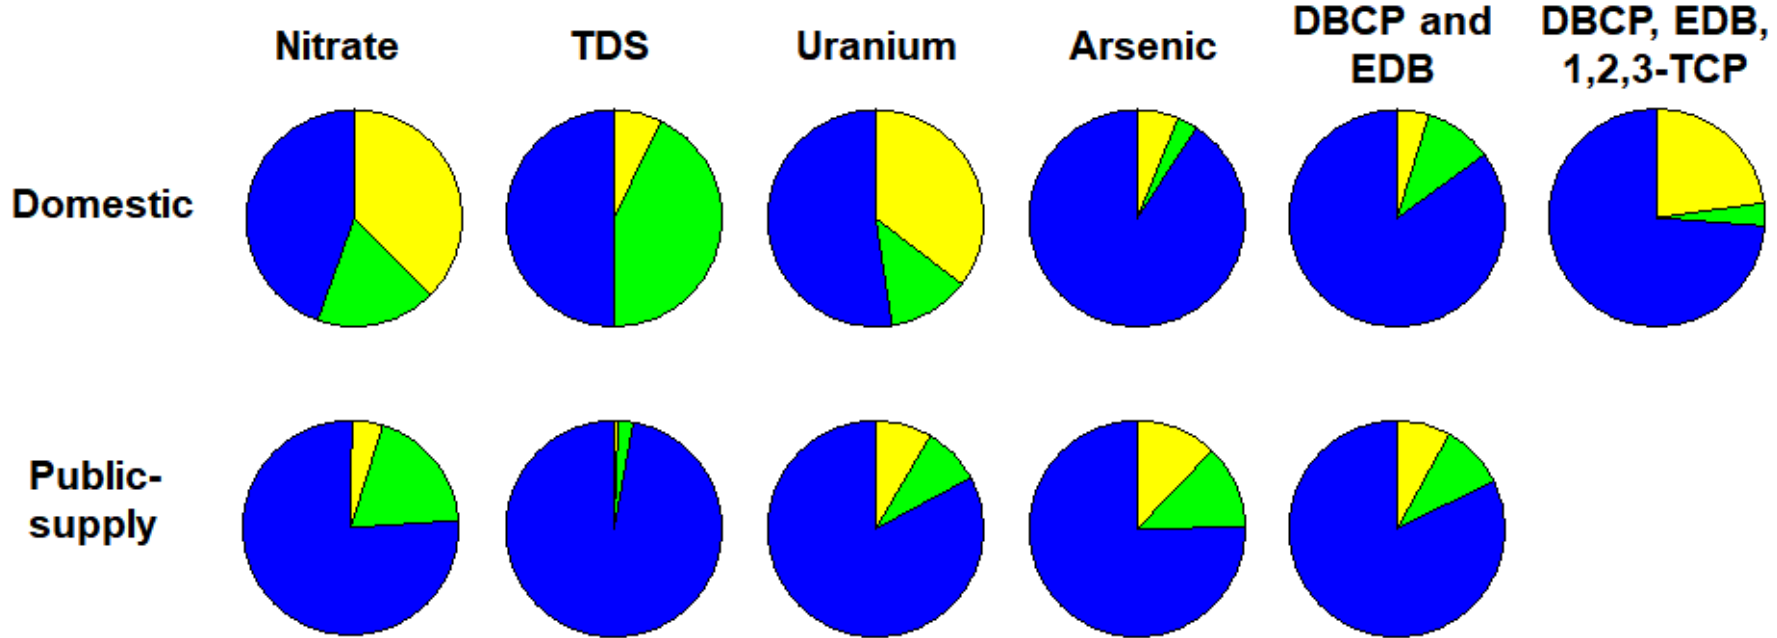 Nitrate
TDS
Uranium
Arsenic
DBCP and
EDB
DBCP, EDB,
1,2,3-TCP
Domestic
Public-
supply